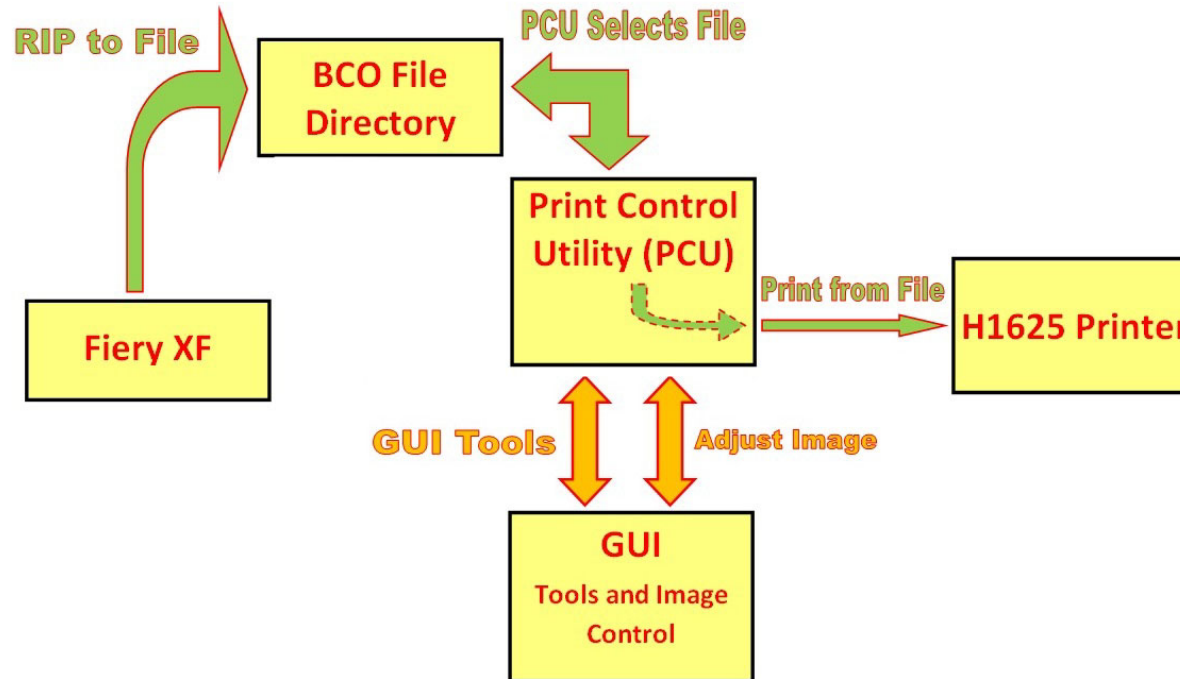 RIP to File
PCU Selects File
BCO File
Directory
Print Control
Utility (PCU)
Print from File
Fiery XF
H1625 Printer
GUI Tools
Adjust Image
GUI
Tools and Image
Control